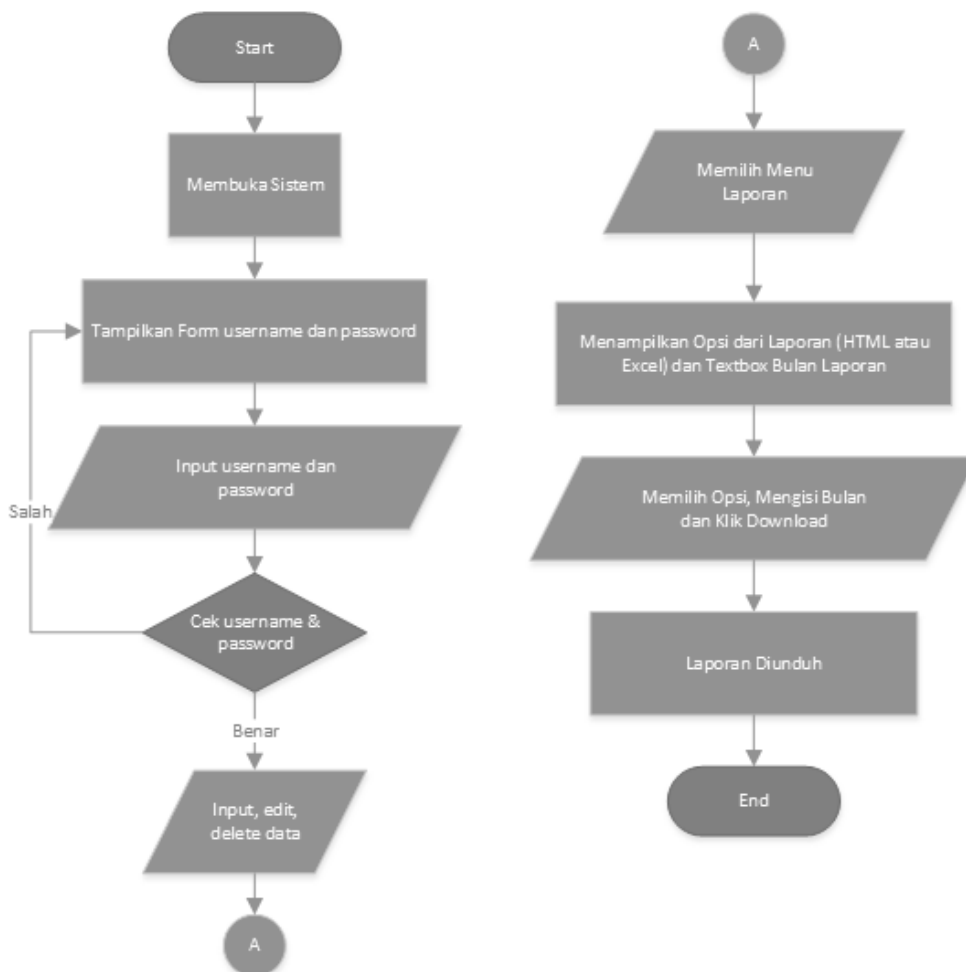 Start
Membuka Sistem
Tampilkan Form username dan password
Input username dan
password
Salah
Cek username &
password
Benar
Input, edit,
delete data
A
A
Memilih Menu
Laporan
Menampilkan Opsi dari Laporan (HTML atau
Excel) dan Textbox Bulan Laporan
Memilih Opsi, Mengisi Bulan
dan Klik Download
Laporan Diunduh
End